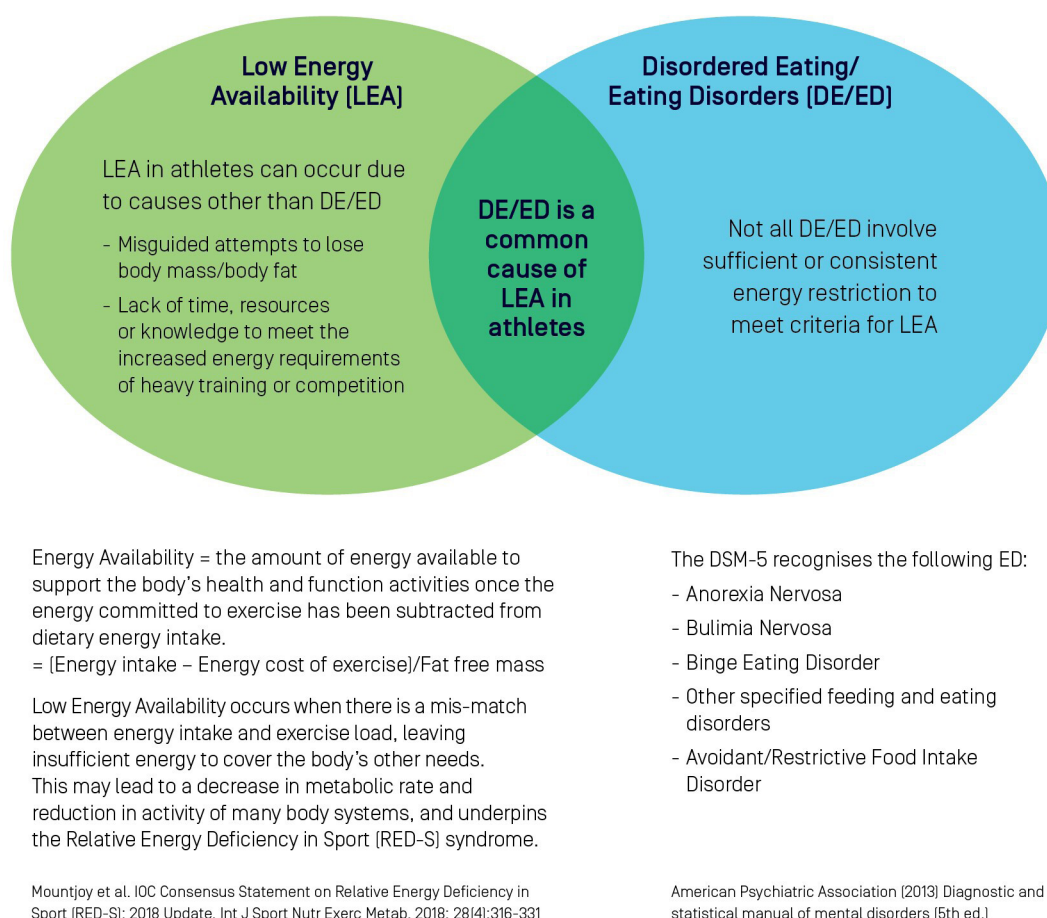 Low Energy
Availability (LEA)
LEA in athletes can occur due
to causes other than DE/ED
- Misguided attempts to lose
body mass/body fat
- Lack of time, resources
or knowledge to meet the
increased energy requirements
of heavy training or competition
DE/ED is a
common
cause of
LEA in
athletes
Disordered Eating/
Eating Disorders (DE/ED)
Not all DE/ED involve
sufficient or consistent
energy restriction to
meet criteria for LEA
Energy Availability = the amount of energy available to
support the body's health and function activities once the
energy committed to exercise has been subtracted from
dietary energy intake.
= (Energy intake – Energy cost of exercise)/Fat free mass
Low Energy Availability occurs when there is a mis-match
between energy intake and exercise load, leaving
insufficient energy to cover the body's other needs.
This may lead to a decrease in metabolic rate and
reduction in activity of many body systems, and underpins
the Relative Energy Deficiency in Sport (RED-S) syndrome.
Mountjoy et al. IOC Consensus Statement on Relative Energy Deficiency in
Sport (RED-S): 2018 Update. Int J Sport Nutr Exerc Metab. 2018; 28(4):316-331
The DSM-5 recognises the following ED:
- Anorexia Nervosa
- Bulimia Nervosa
- Binge Eating Disorder
- Other specified feeding and eating
disorders
- Avoidant/Restrictive Food Intake
Disorder
American Psychiatric Association (2013) Diagnostic and
statistical manual of mental disorders (5th ed.)